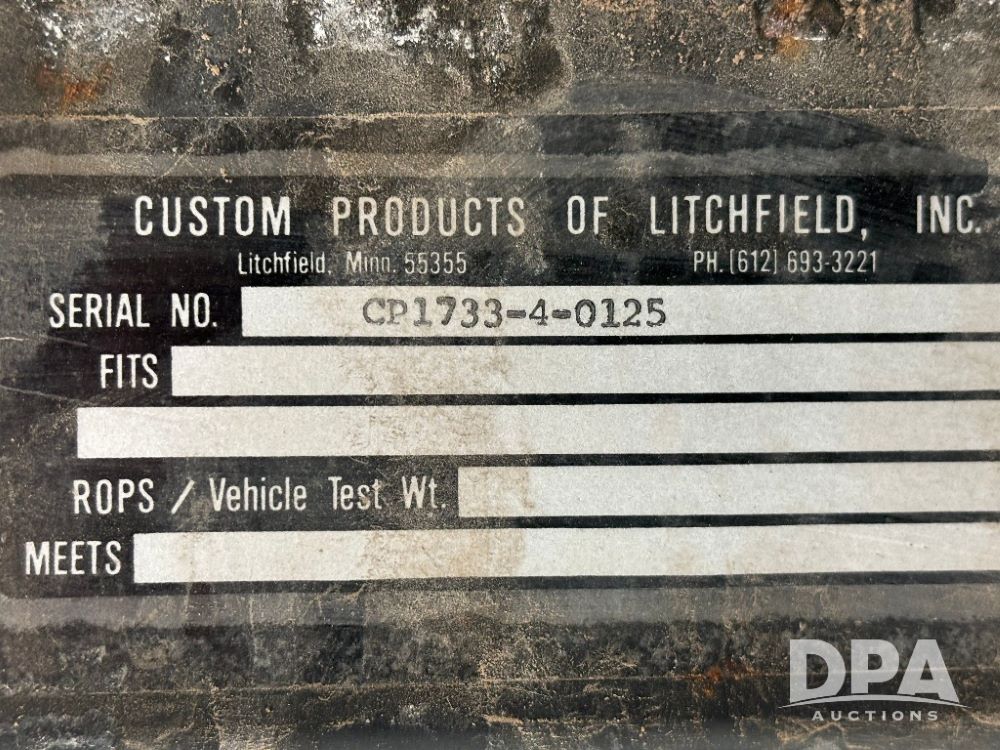 CUSTOM PRODUCTS OF LITCHFIELD, INC.
Litchfield, Minn. 55355 PH. (612) 693-3221
SERIAL NO. CP1733-4-0125
FITS
ROPS / Vehicle Test Wt.
MEETS
DPA
AUCTIONS